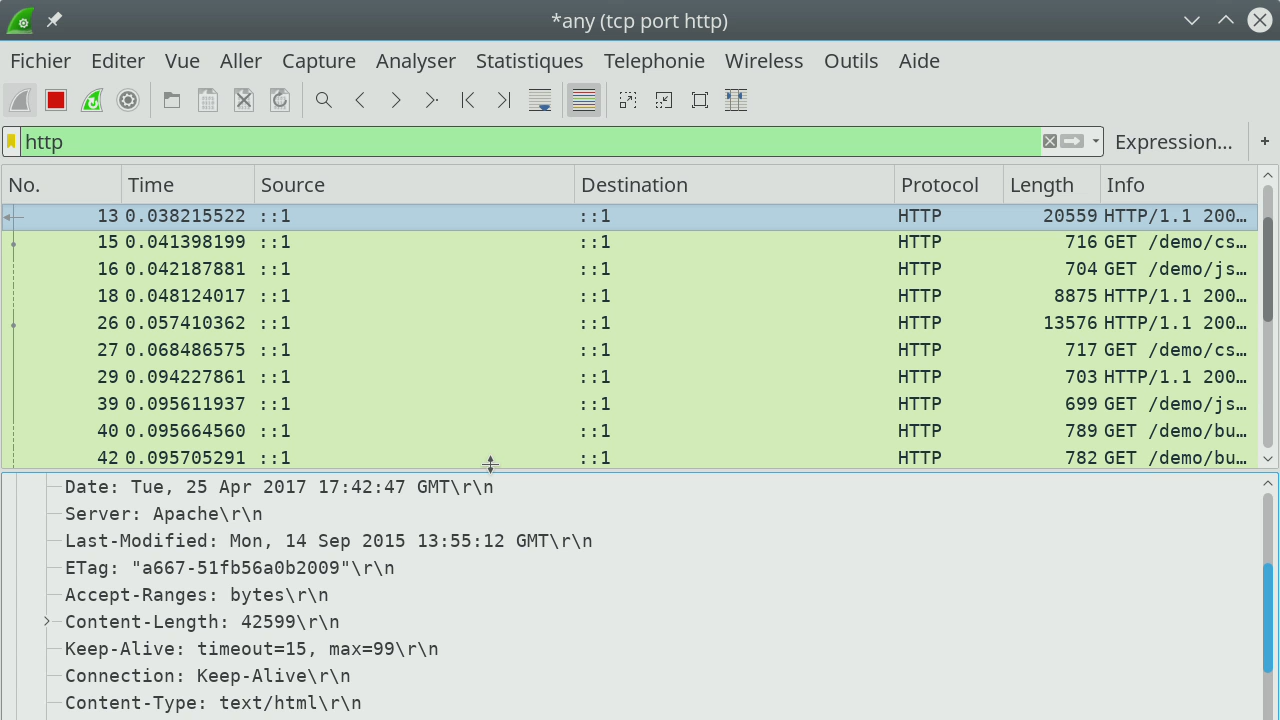 *any (tcp port http)
Fichier Editer Vue Aller Capture Analyser Statistiques Telephonie Wireless Outils Aide
http Expression... +
No. Time Source Destination Protocol Length Info
13 0.038215522 ::1 ::1 HTTP 20559 HTTP/1.1 200…
15 0.041398199 ::1 ::1 HTTP 716 GET /demo/cs…
16 0.042187881 ::1 ::1 HTTP 704 GET /demo/js…
18 0.048124017 ::1 ::1 HTTP 8875 HTTP/1.1 200…
26 0.057410362 ::1 ::1 HTTP 13576 HTTP/1.1 200…
27 0.068486575 ::1 ::1 HTTP 717 GET /demo/cs…
29 0.094227861 ::1 ::1 HTTP 703 HTTP/1.1 200…
39 0.095611937 ::1 ::1 HTTP 699 GET /demo/js…
40 0.095664560 ::1 ::1 HTTP 789 GET /demo/bu…
42 0.095705291 ::1 ::1 HTTP 782 GET /demo/bu…
Date: Tue, 25 Apr 2017 17:42:47 GMT\r\n
Server: Apache\r\n
Last-Modified: Mon, 14 Sep 2015 13:55:12 GMT\r\n
ETag: "a667-51fb56a0b2009"\r\n
Accept-Ranges: bytes\r\n
Content-Length: 42599\r\n
Keep-Alive: timeout=15, max=99\r\n
Connection: Keep-Alive\r\n
Content-Type: text/html\r\n